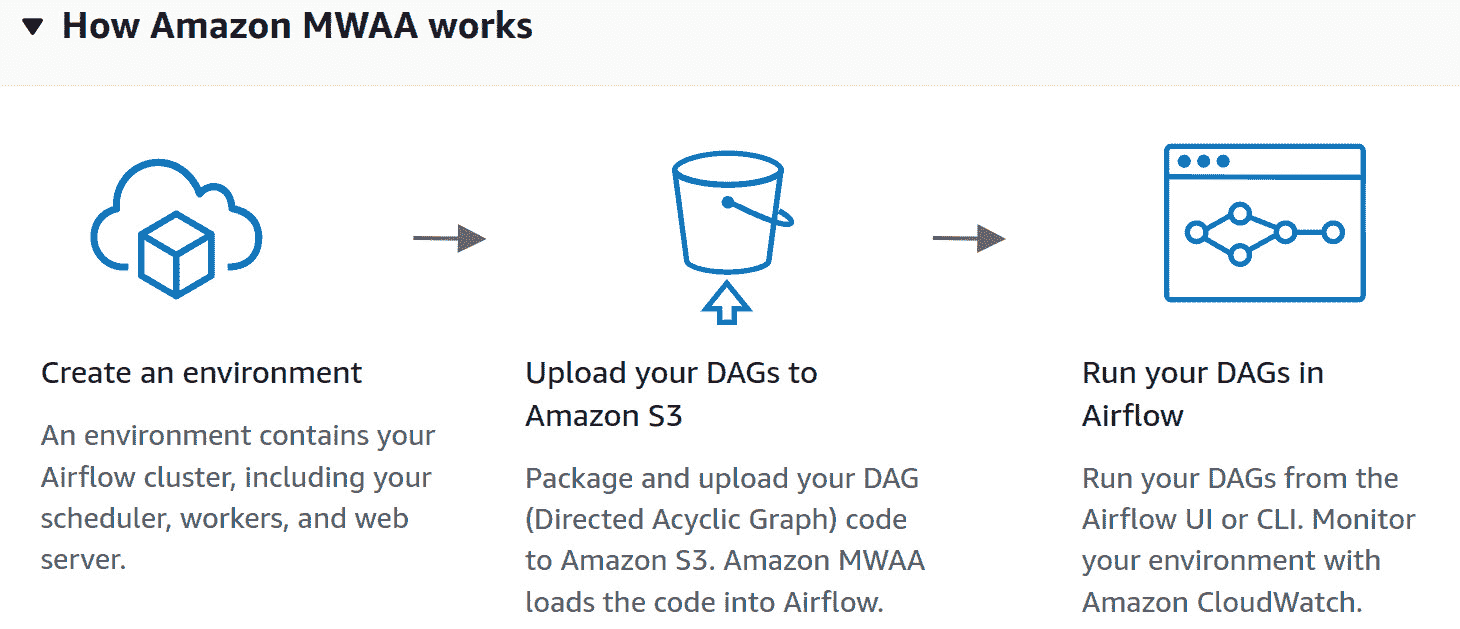 How Amazon MWAA works
Create an environment
An environment contains your
Airflow cluster, including your
scheduler, workers, and web
server.
Upload your DAGs to
Amazon S3
Package and upload your DAG
(Directed Acyclic Graph) code
to Amazon S3. Amazon MWAA
loads the code into Airflow.
Run your DAGs in
Airflow
Run your DAGs from the
Airflow UI or CLI. Monitor
your environment with
Amazon CloudWatch.